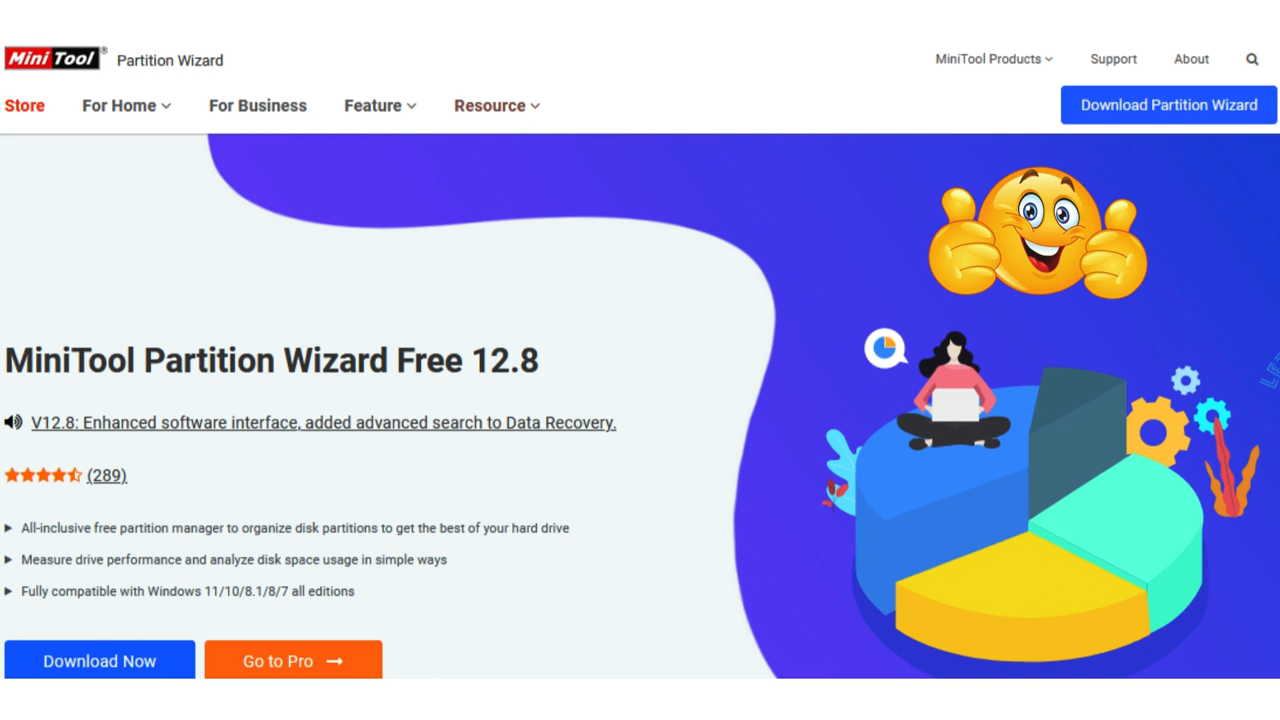 MiniTool® Partition Wizard
MiniTool Products Support About
Store For Home For Business Feature Resource
Download Partition Wizard
MiniTool Partition Wizard Free 12.8
V12.8: Enhanced software interface, added advanced search to Data Recovery.
(289)
All-inclusive free partition manager to organize disk partitions to get the best of your hard drive
Measure drive performance and analyze disk space usage in simple ways
Fully compatible with Windows 11/10/8.1/8/7 all editions
Download Now Go to Pro